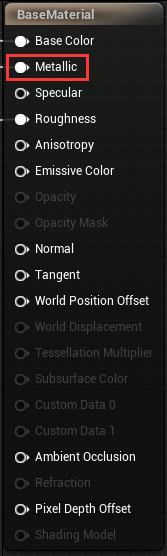 BaseMaterial
Base Color
Metallic
Specular
Roughness
Anisotropy
Emissive Color
Opacity
Opacity Mask
Normal
Tangent
World Position Offset
World Displacement
Tessellation Multiplier
Subsurface Color
Custom Data 0
Custom Data 1
Ambient Occlusion
Refraction
Pixel Depth Offset
Shading Model